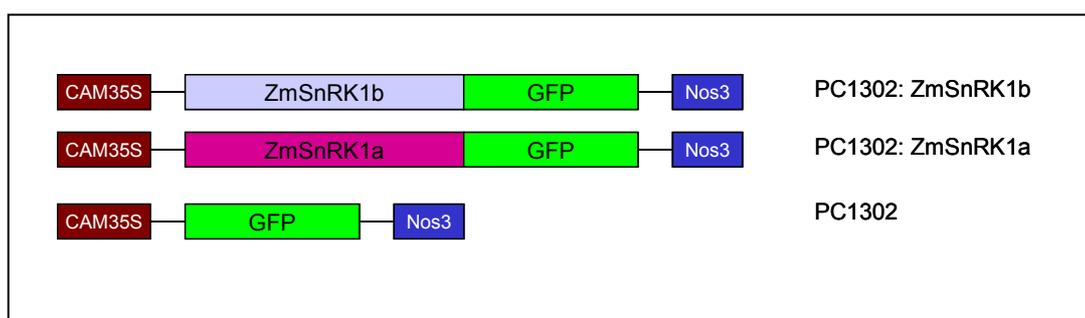 CAM35S ZmSnRK1b GFP Nos3 PC1302: ZmSnRK1b
CAM35S ZmSnRK1a GFP Nos3 PC1302: ZmSnRK1a
CAM35S GFP Nos3 PC1302